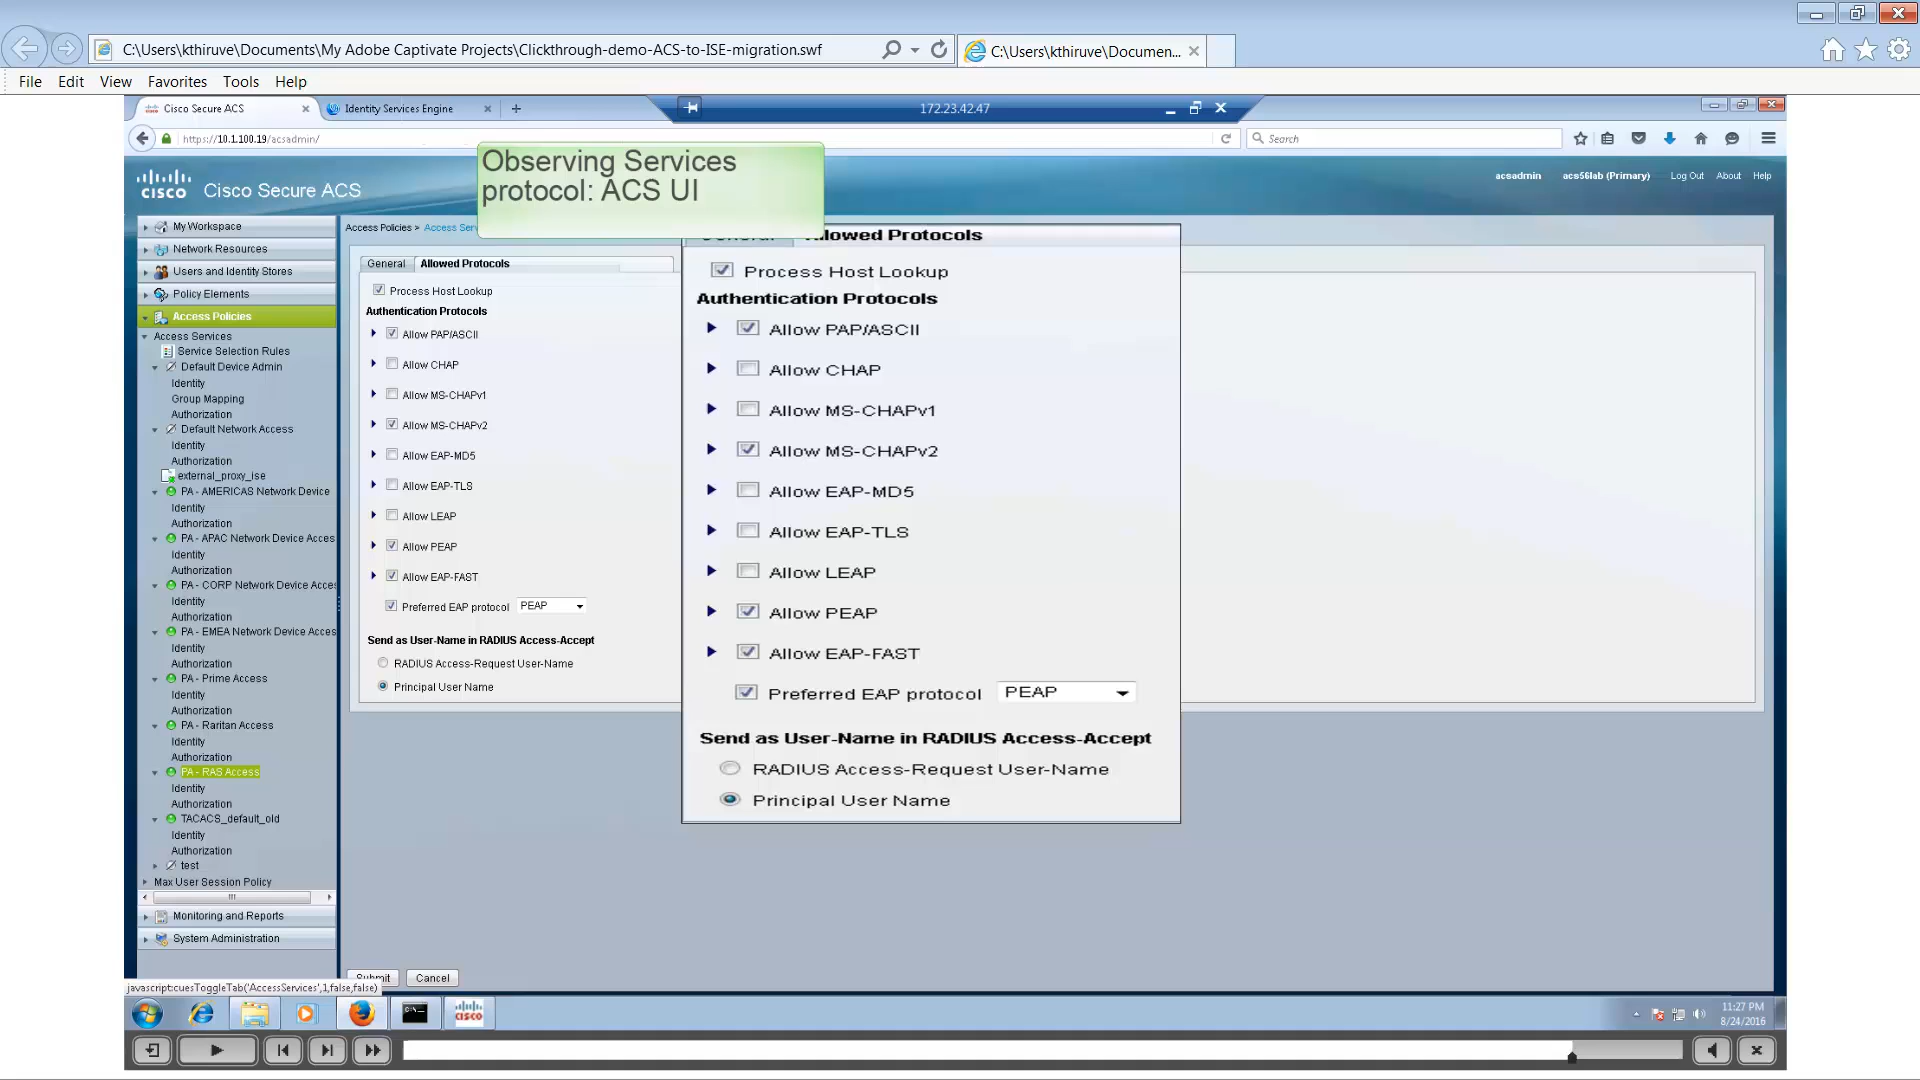 C:\Users\kthiruve\Documents\My Adobe Captivate Projects\Clickthrough-demo-ACS-to-ISE-migration.swf
C:\Users\kthiruve\Documen...
File Edit View Favorites Tools Help
Cisco Secure ACS
Identity Services Engine
172.23.42.47
https://10.1.100.19/acsadmin/
Search
Observing Services
protocol: ACS UI
CISCO Cisco Secure ACS
acsadmin acs56lab (Primary) Log Out About Help
My Workspace
Network Resources
Users and Identity Stores
Policy Elements
Access Policies
Access Services
Service Selection Rules
Default Device Admin
Identity
Group Mapping
Authorization
Default Network Access
Identity
Authorization
external_proxy_ise
PA - AMERICAS Network Device
Identity
Authorization
PA - APAC Network Device Acces
Identity
Authorization
PA - CORP Network Device Acces
Identity
Authorization
PA - EMEA Network Device Acces
Identity
Authorization
PA - Prime Access
Identity
Authorization
PA - Raritan Access
Identity
Authorization
PA - RAS Access
Identity
Authorization
TACACS_default_old
Identity
Authorization
test
Max User Session Policy
Monitoring and Reports
System Administration
Access Policies > Access Ser
General Allowed Protocols
Process Host Lookup
Authentication Protocols
Allow PAP/ASCII
Allow CHAP
Allow MS-CHAPv1
Allow MS-CHAPv2
Allow EAP-MD5
Allow EAP-TLS
Allow LEAP
Allow PEAP
Allow EAP-FAST
Preferred EAP protocol PEAP
Send as User-Name in RADIUS Access-Accept
RADIUS Access-Request User-Name
Principal User Name
General Allowed Protocols
Process Host Lookup
Authentication Protocols
Allow PAP/ASCII
Allow CHAP
Allow MS-CHAPv1
Allow MS-CHAPv2
Allow EAP-MD5
Allow EAP-TLS
Allow LEAP
Allow PEAP
Allow EAP-FAST
Preferred EAP protocol PEAP
Send as User-Name in RADIUS Access-Accept
RADIUS Access-Request User-Name
Principal User Name
Submit Cancel
javascript:cuesToggleTab('AccessServices',1,false,false)
CISCO
11:27 PM
8/24/2016